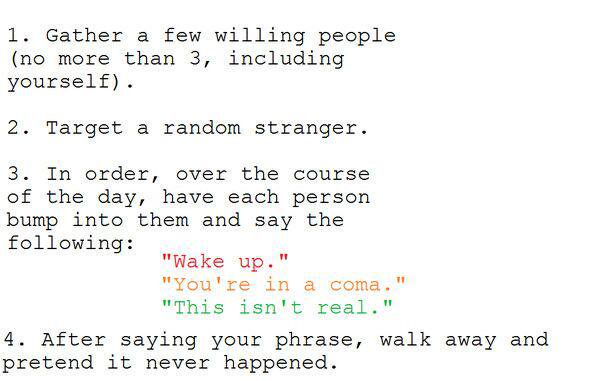 1. Gather a few willing people
(no more than 3, including
yourself).
2. Target a random stranger.
3. In order, over the course
of the day, have each person
bump into them and say the
following:
"Wake up."
"You're in a coma."
"This isn't real."
4. After saying your phrase, walk away and
pretend it never happened.